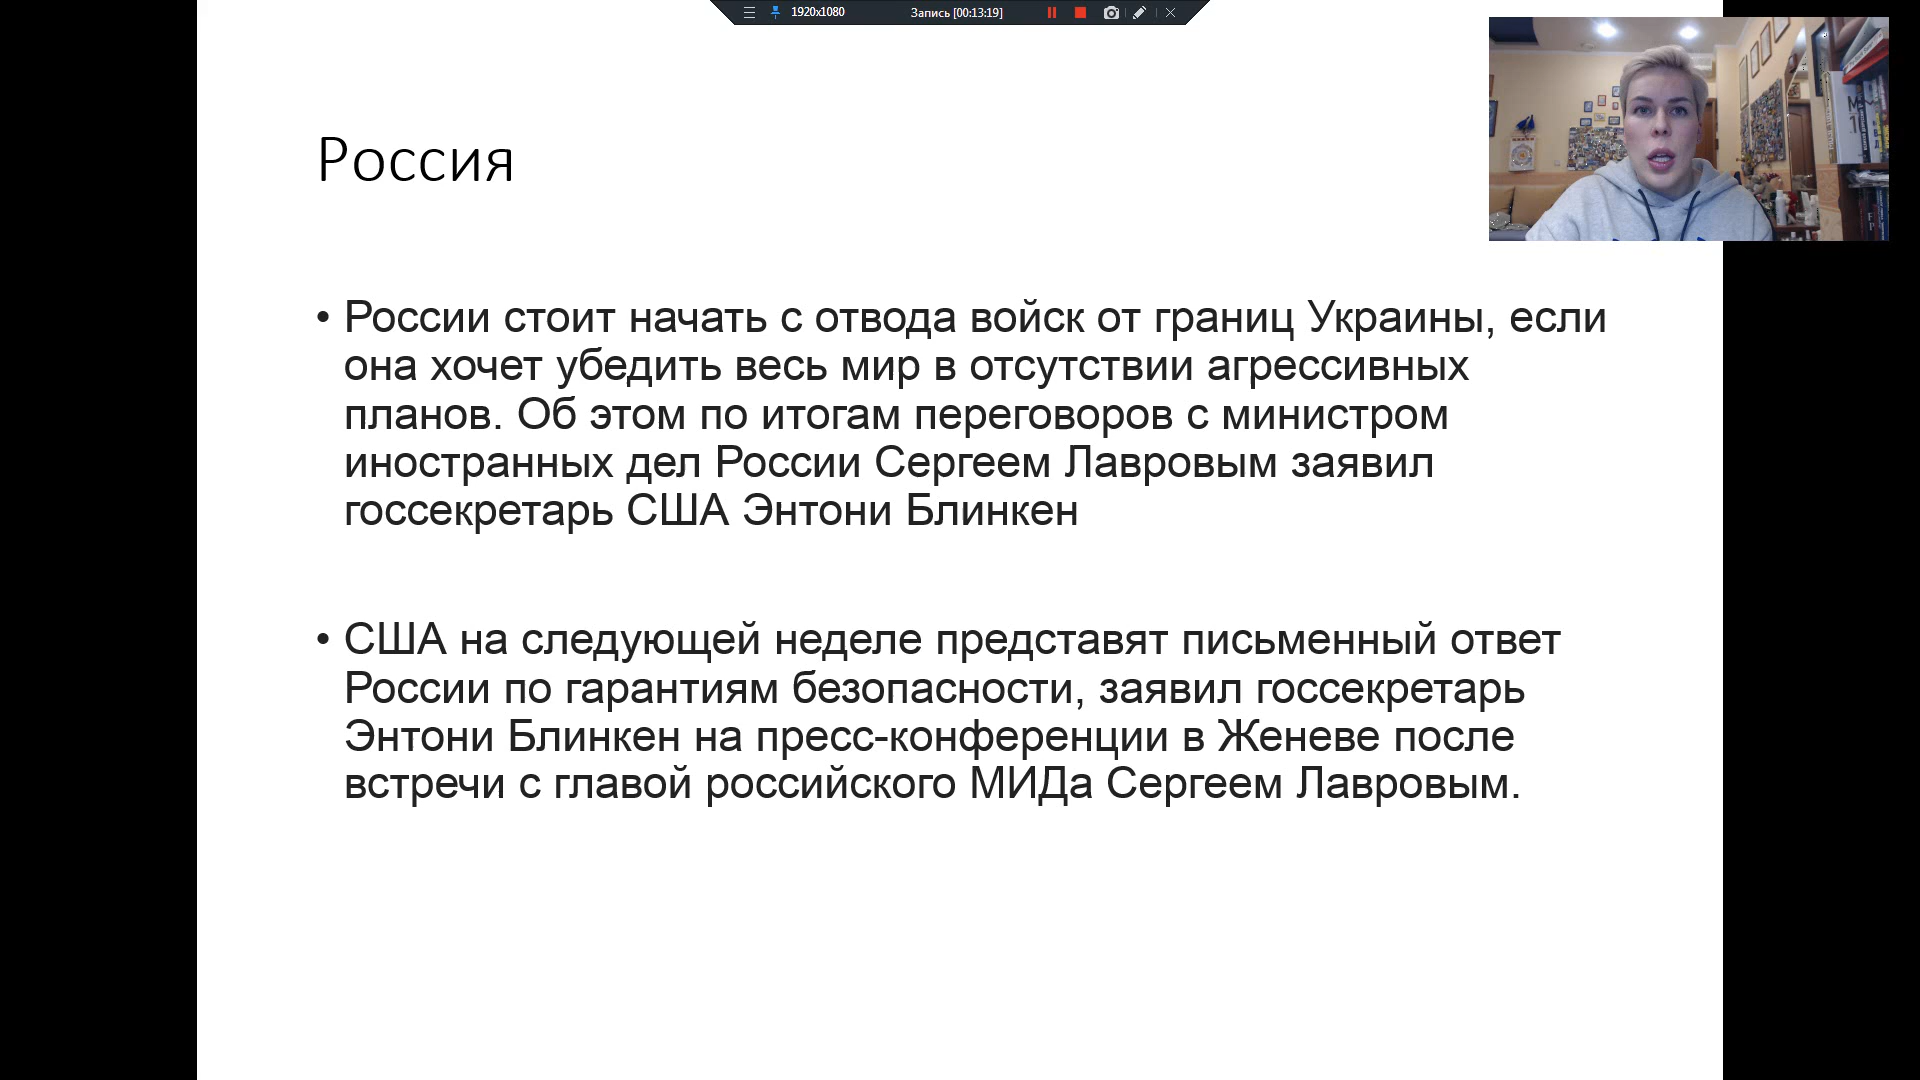 1920x1080
Запись [00:13:19]
Россия
• России стоит начать с отвода войск от границ Украины, если
она хочет убедить весь мир в отсутствии агрессивных
планов. Об этом по итогам переговоров с министром
иностранных дел России Сергеем Лавровым заявил
госсекретарь США Энтони Блинкен
• США на следующей неделе представят письменный ответ
России по гарантиям безопасности, заявил госсекретарь
Энтони Блинкен на пресс-конференции в Женеве после
встречи с главой российского МИДа Сергеем Лавровым.